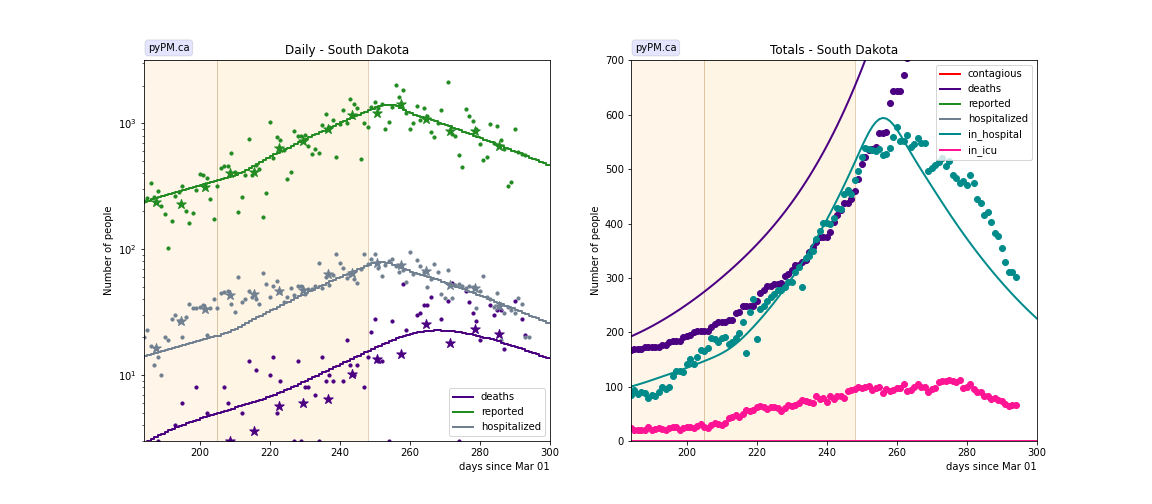 pyPM.ca
Daily - South Dakota
Number of people
10³
10²
10¹
200
220
240
260
280
300
days since Mar 01
deaths
reported
hospitalized
pyPM.ca
Totals - South Dakota
Number of people
700
600
500
400
300
200
100
0
200
220
240
260
280
300
days since Mar 01
contagious
deaths
reported
hospitalized
in_hospital
in_icu